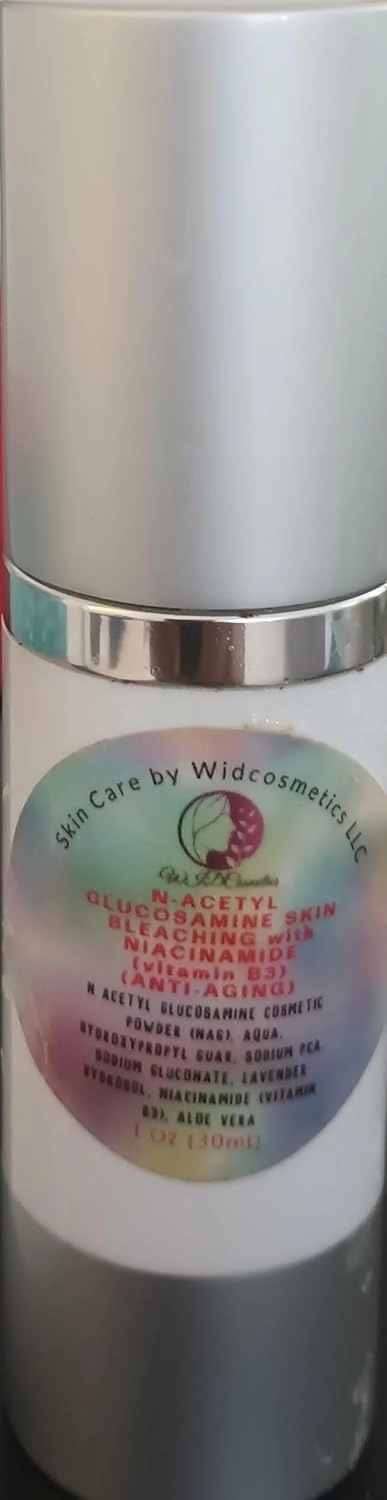 Skin Care by Widcosmetics LLC
WIDCosmetics
N-ACETYL
GLUCOSAMINE SKIN
BLEACHING with
NIACINAMIDE
(vitamin B3)
(ANTI-AGING)
N ACETYL GLUCOSAMINE COSMETIC
POWDER (NAG), AQUA,
HYDROXYPROPYL GUAR, SODIUM PCA,
SODIUM GLUCONATE, LAVENDER
HYDROSOL, NIACINAMIDE (VITAMIN
B3), ALOE VERA
1 Oz (30mL)